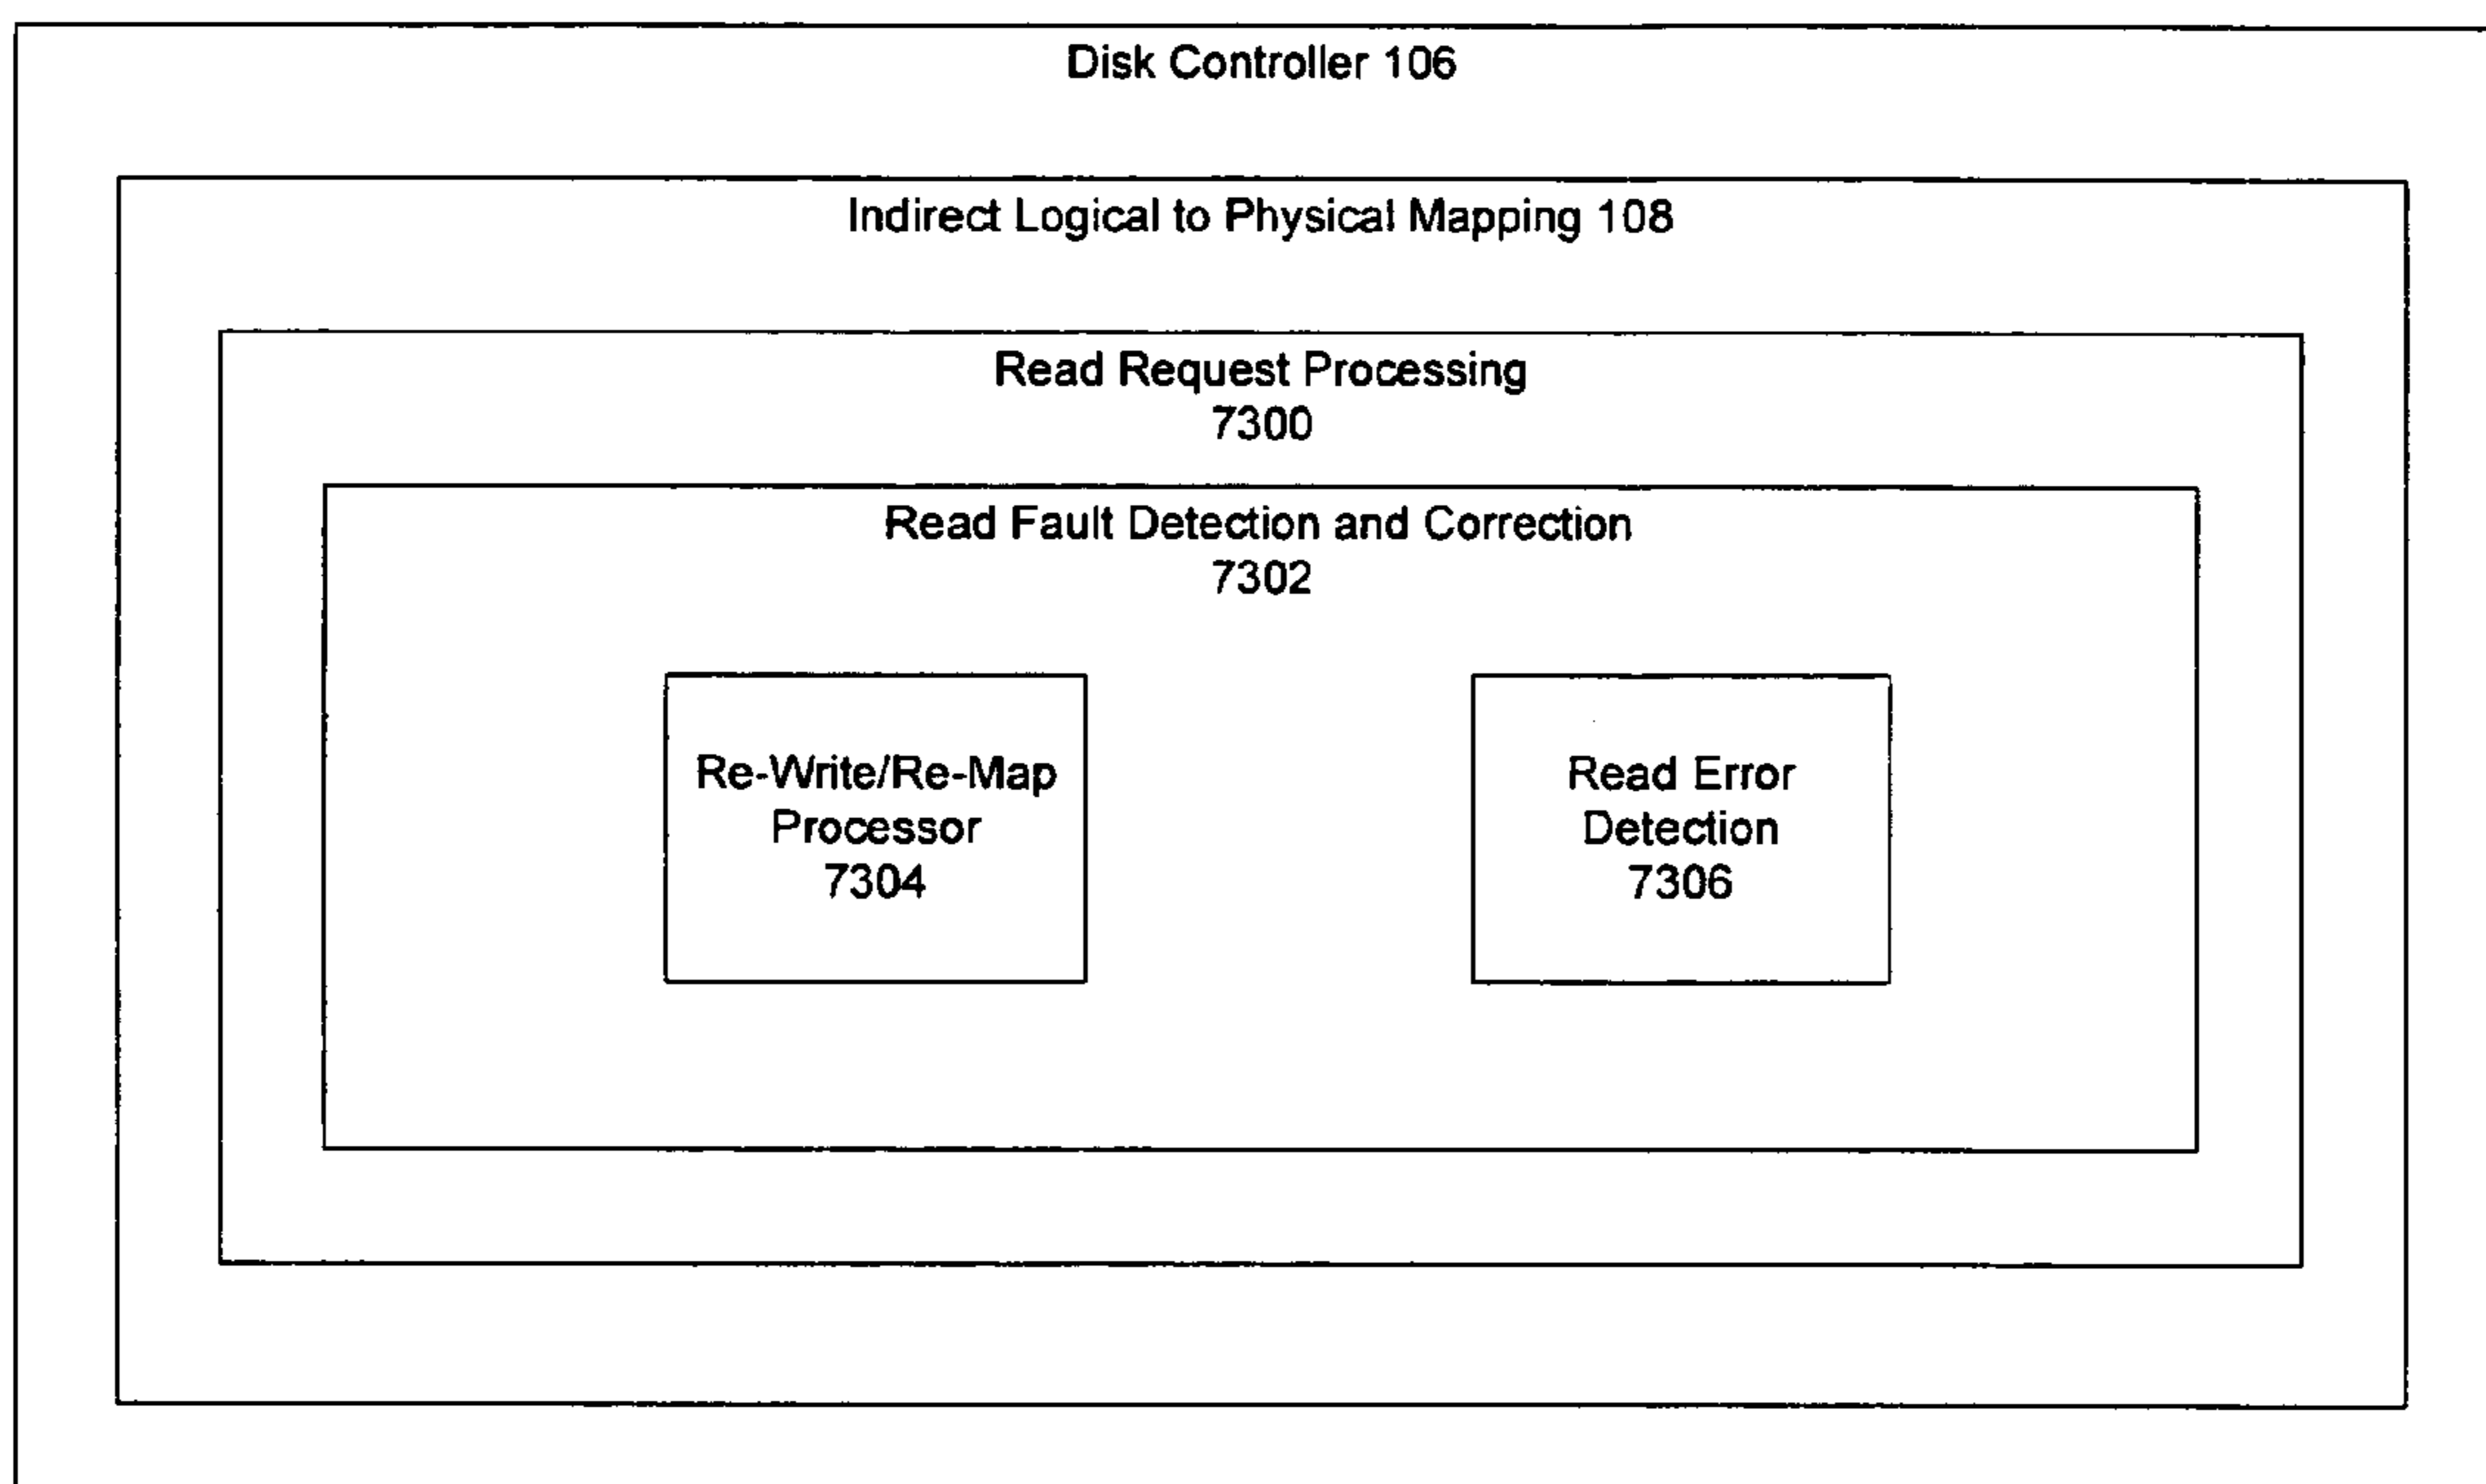 Disk Controller 106
Indirect Logical to Physical Mapping 108
Read Request Processing
7300
Read Fault Detection and Correction
7302
Re-Write/Re-Map
Processor
7304
Read Error
Detection
7306